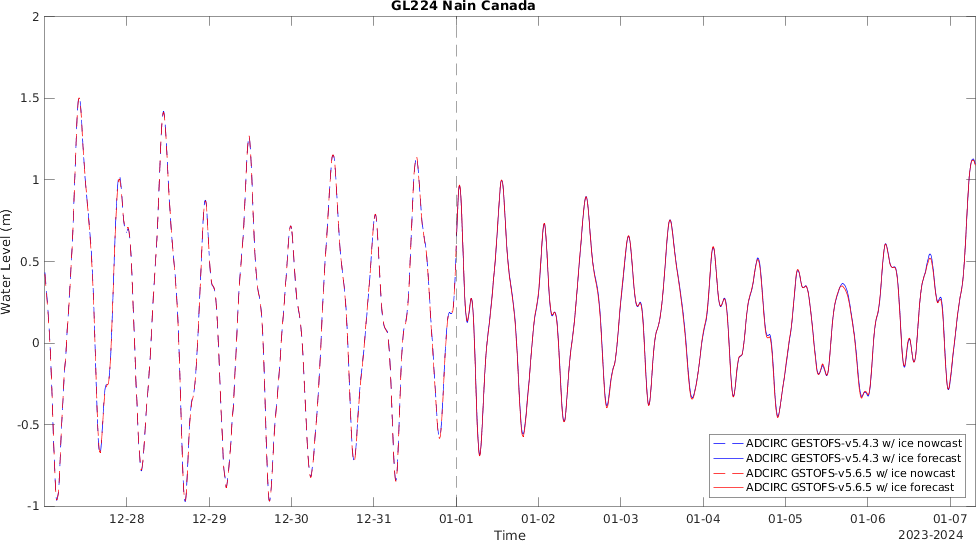 GL224 Nain Canada
2
1.5
1
0.5
0
-0.5
-1
Water Level (m)
12-28
12-29
12-30
12-31
01-01
01-02
01-03
01-04
01-05
01-06
01-07
Time
2023-2024
ADCIRC GESTOFS-v5.4.3 w/ ice nowcast
ADCIRC GESTOFS-v5.4.3 w/ ice forecast
ADCIRC GSTOFS-v5.6.5 w/ ice nowcast
ADCIRC GSTOFS-v5.6.5 w/ ice forecast